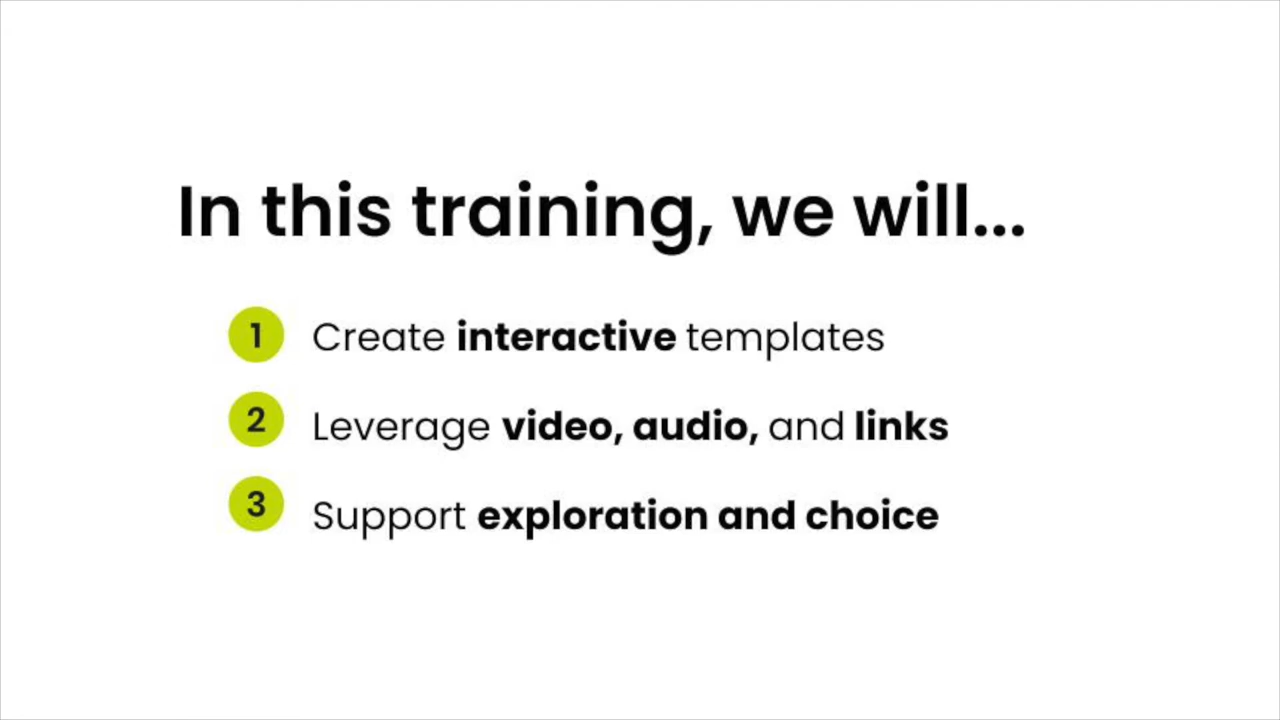 In this training, we will...
1 Create interactive templates
2 Leverage video, audio, and links
3 Support exploration and choice